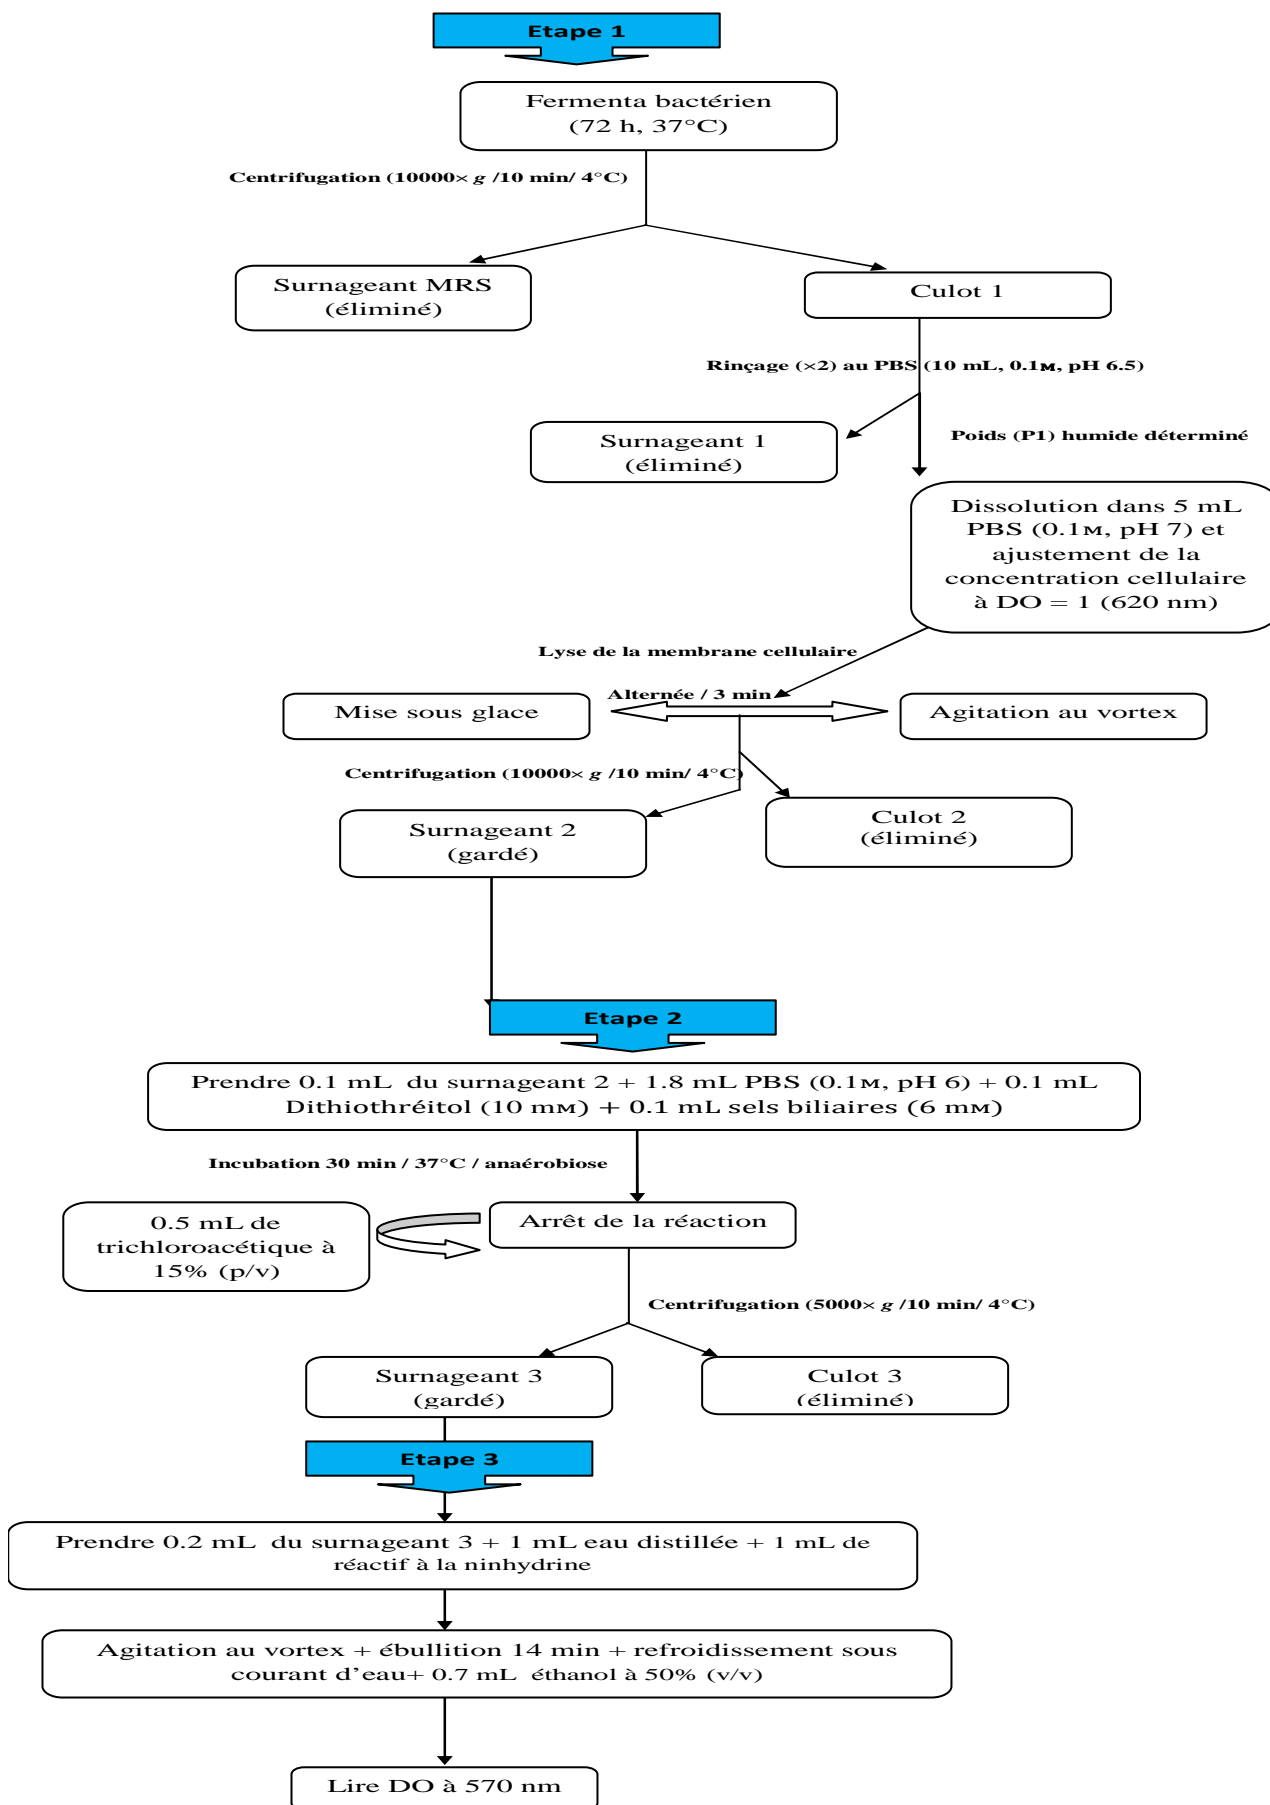 Etape 1
Fermenta bactérien
(72 h, 37°C)
Centrifugation (10000× g /10 min/ 4°C)
Surnageant MRS
(éliminé)
Culot 1
Rinçage (×2) au PBS (10 mL, 0.1M, pH 6.5)
Surnageant 1
(éliminé)
Poids (P1) humide déterminé
Dissolution dans 5 mL
PBS (0.1M, pH 7) et
ajustement de la
concentration cellulaire
à DO = 1 (620 nm)
Lyse de la membrane cellulaire
Alternée / 3 min
Mise sous glace
Agitation au vortex
Centrifugation (10000× g /10 min/ 4°C)
Surnageant 2
(gardé)
Culot 2
(éliminé)
Etape 2
Prendre 0.1 mL du surnageant 2 + 1.8 mL PBS (0.1M, pH 6) + 0.1 mL
Dithiothréitol (10 mM) + 0.1 mL sels biliaires (6 mM)
Incubation 30 min / 37°C / anaérobiose
0.5 mL de
trichloroacétique à
15% (p/v)
Arrêt de la réaction
Centrifugation (5000× g /10 min/ 4°C)
Surnageant 3
(gardé)
Culot 3
(éliminé)
Etape 3
Prendre 0.2 mL du surnageant 3 + 1 mL eau distillée + 1 mL de
réactif à la ninhydrine
Agitation au vortex + ébullition 14 min + refroidissement sous
courant d'eau+ 0.7 mL éthanol à 50% (v/v)
Lire DO à 570 nm